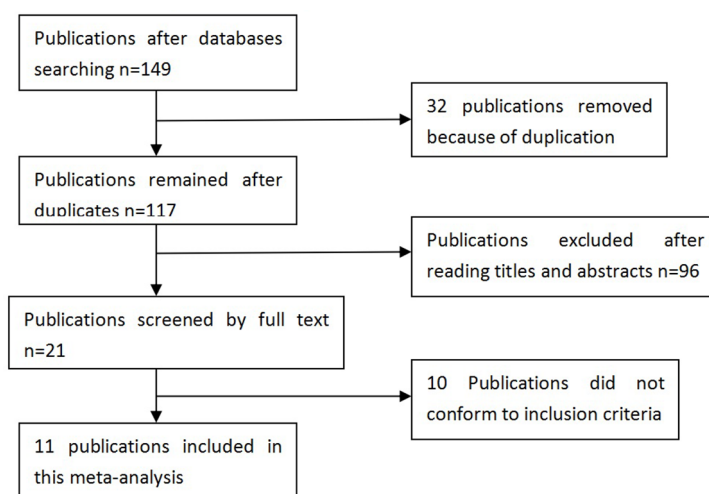 Publications after databases
searching n=149
32 publications removed
because of duplication
Publications remained after
duplicates n=117
Publications excluded after
reading titles and abstracts n=96
Publications screened by full text
n=21
10 Publications did not
conform to inclusion criteria
11 publications included in
this meta-analysis